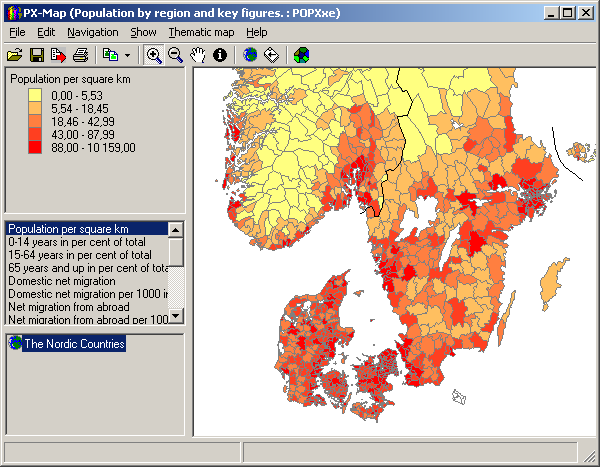 PX-Map (Population by region and key figures. : POPXxe)
File Edit Navigation Show Thematic map Help
Population per square km
0,00 - 5,53
5,54 - 18,45
18,46 - 42,99
43,00 - 87,99
88,00 - 10 159,00
Population per square km
0-14 years in per cent of total
15-64 years in per cent of total
65 years and up in per cent of tota
Domestic net migration
Domestic net migration per 1000 in
Net migration from abroad
Net migration from abroad per 100
The Nordic Countries